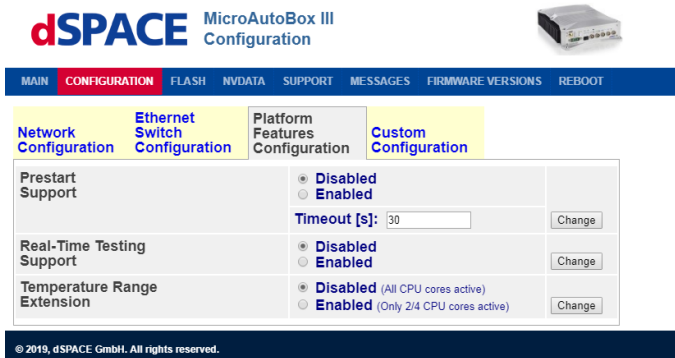 dSPACE
MicroAutoBox III
Configuration
MAIN CONFIGURATION FLASH NVDATA SUPPORT MESSAGES FIRMWARE VERSIONS REBOOT
Network
Configuration
Ethernet
Switch
Configuration
Platform
Features
Configuration
Custom
Configuration
Prestart
Support
Disabled
Enabled
Timeout [s]: 30
Change
Real-Time Testing
Support
Disabled
Enabled
Change
Temperature Range
Extension
Disabled (All CPU cores active)
Enabled (Only 2/4 CPU cores active)
Change
© 2019, dSPACE GmbH. All rights reserved.